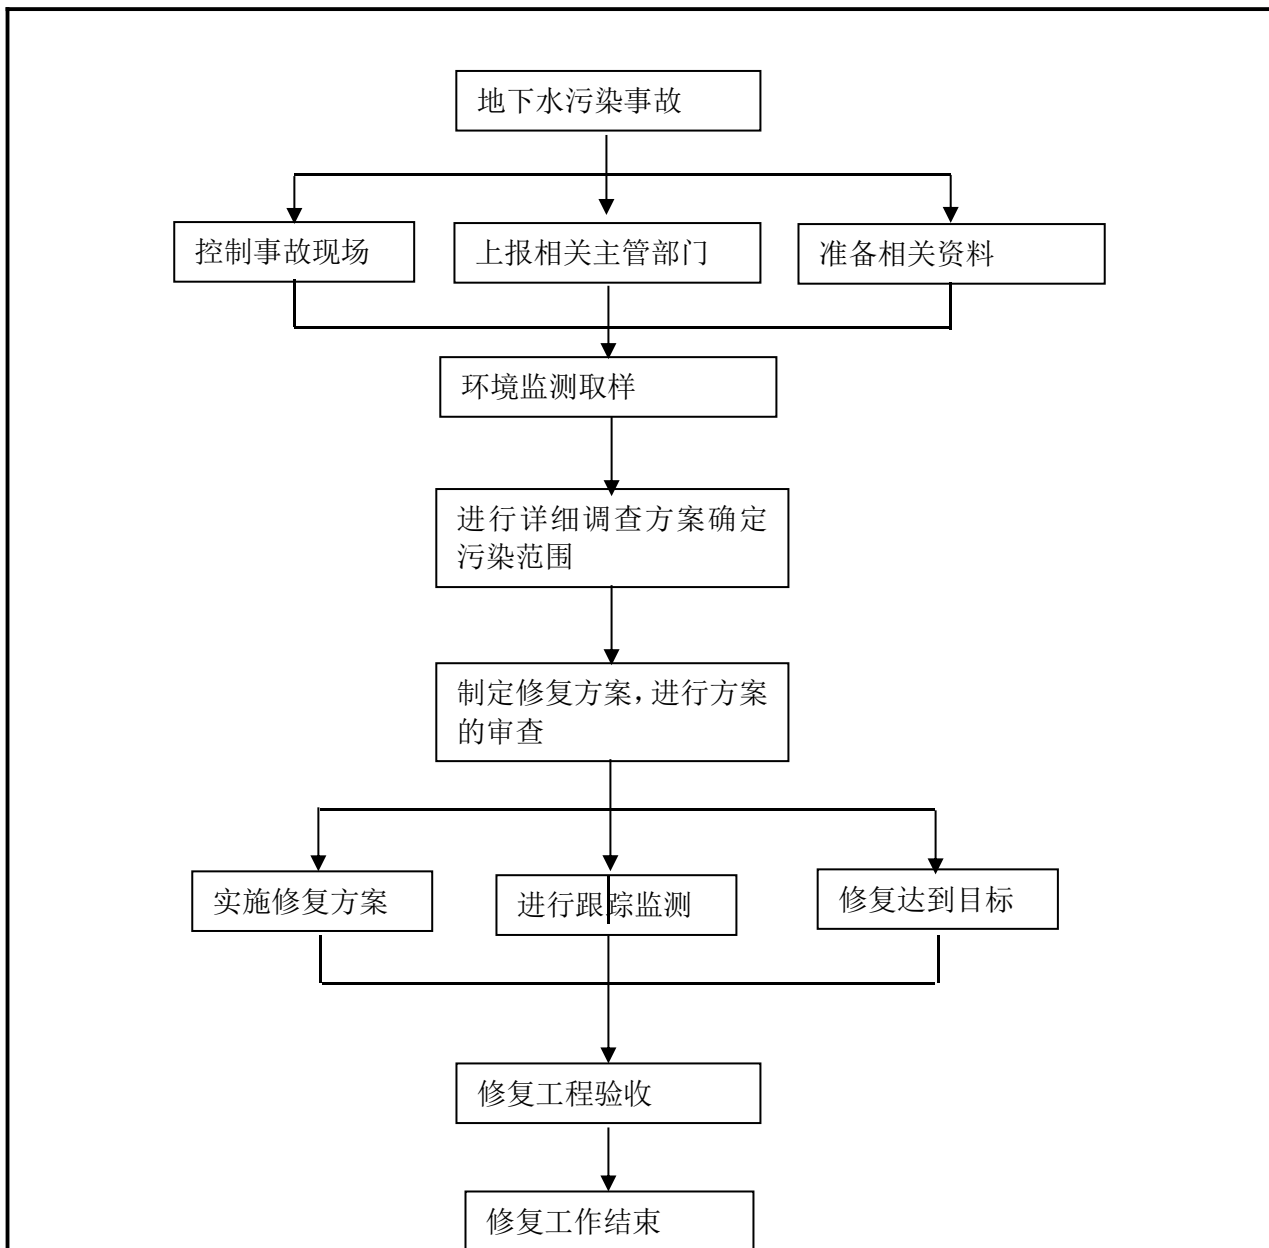 地下水污染事故
控制事故现场
上报相关主管部门
准备相关资料
环境监测取样
进行详细调查方案确定
污染范围
制定修复方案，进行方案
的审查
实施修复方案
进行跟踪监测
修复达到目标
修复工程验收
修复工作结束